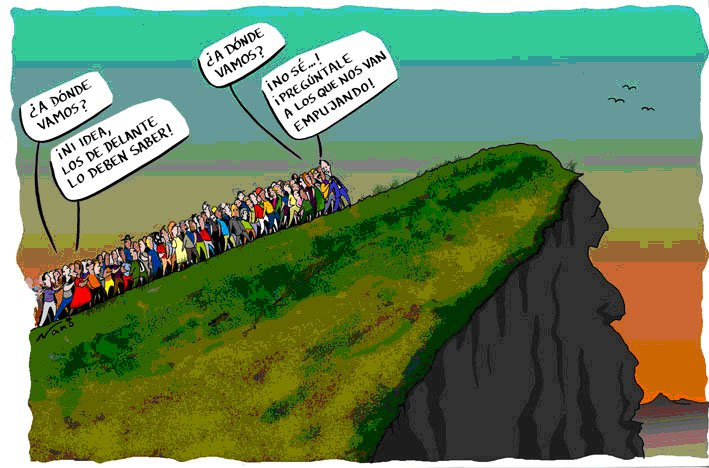 ¿A DÓNDE
VAMOS?
¡NI IDEA,
LOS DE DELANTE
LO DEBEN SABER!
¿A DÓNDE
VAMOS?
¡NO SÉ...!
¡PREGÚNTALE
A LOS QUE NOS VAN
EMPUJANDO!